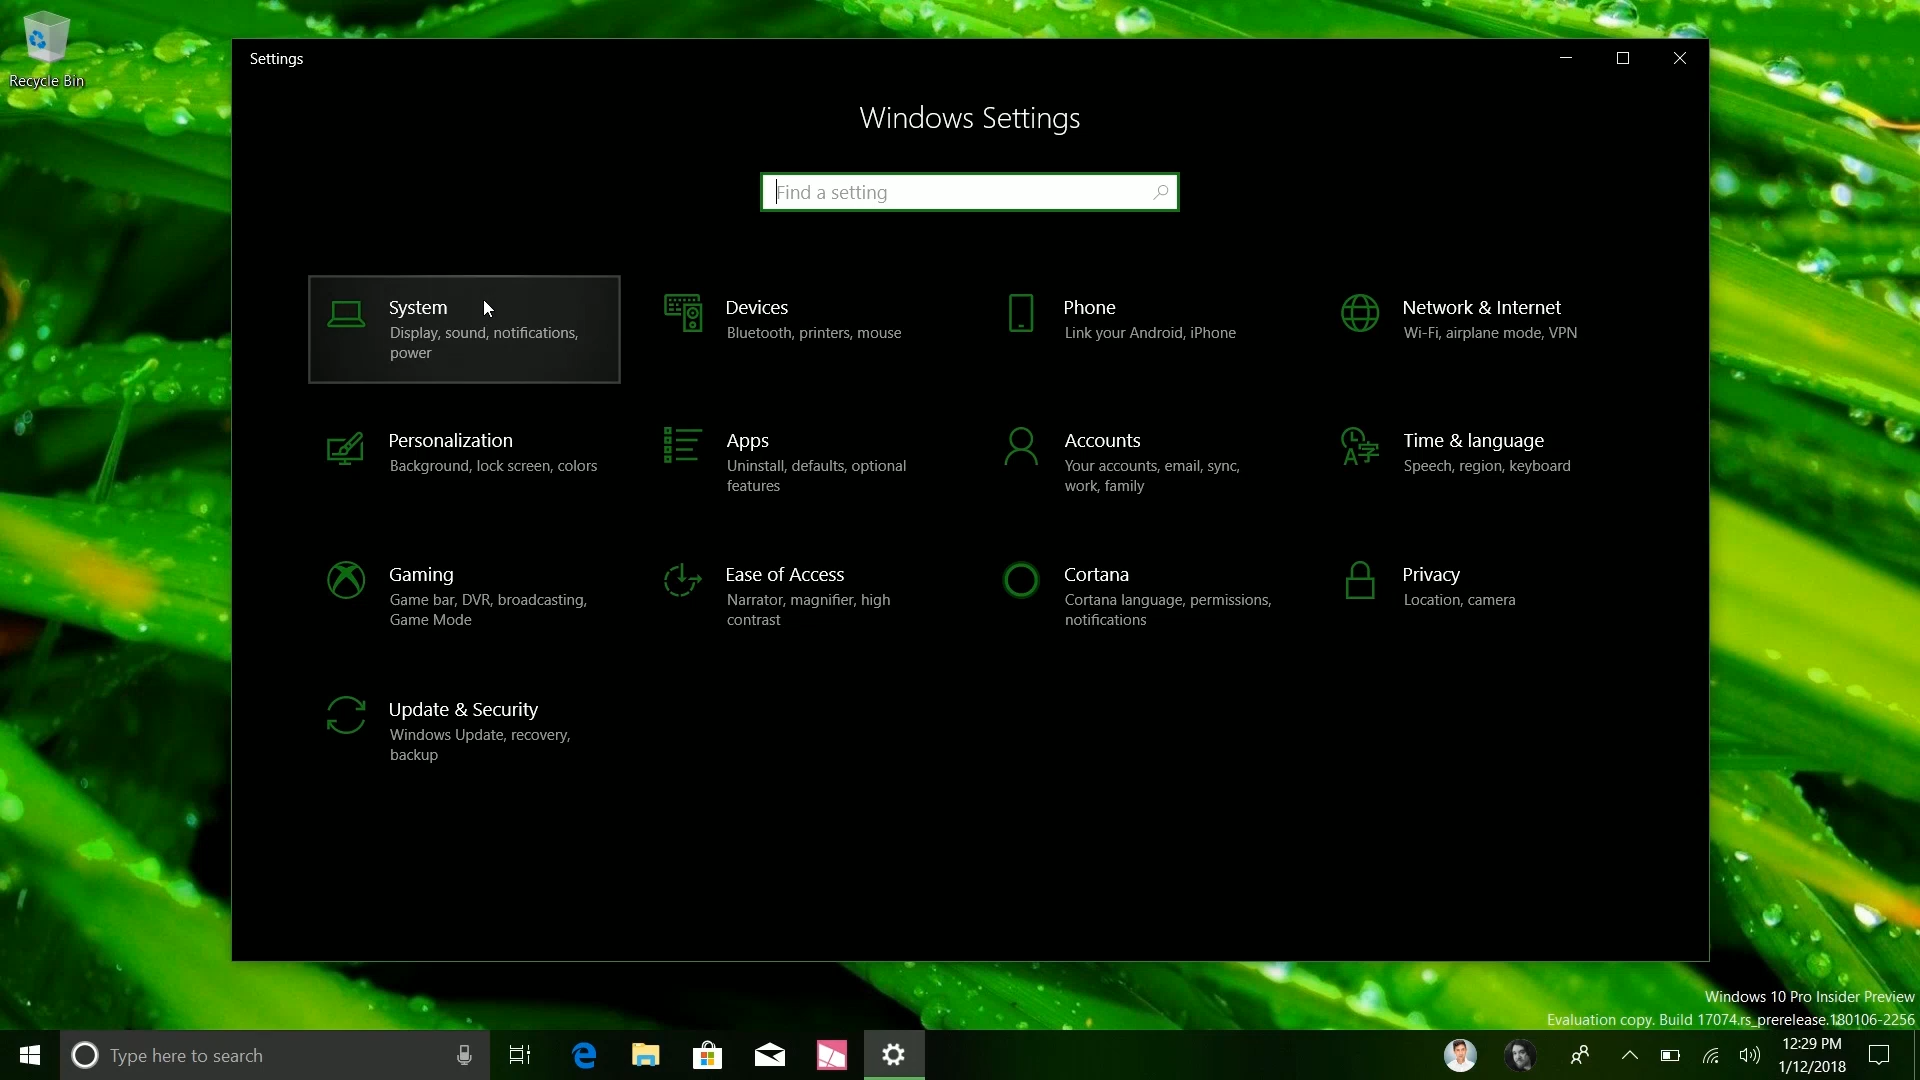 Recycle Bin
Settings
Windows Settings
Find a setting
System
Display, sound, notifications,
power
Devices
Bluetooth, printers, mouse
Phone
Link your Android, iPhone
Network & Internet
Wi-Fi, airplane mode, VPN
Personalization
Background, lock screen, colors
Apps
Uninstall, defaults, optional
features
Accounts
Your accounts, email, sync,
work, family
Time & language
Speech, region, keyboard
Gaming
Game bar, DVR, broadcasting,
Game Mode
Ease of Access
Narrator, magnifier, high
contrast
Cortana
Cortana language, permissions,
notifications
Privacy
Location, camera
Update & Security
Windows Update, recovery,
backup
Windows 10 Pro Insider Preview
Evaluation copy. Build 17074.rs_prerelease.180106-2256
Type here to search
12:29 PM
1/12/2018